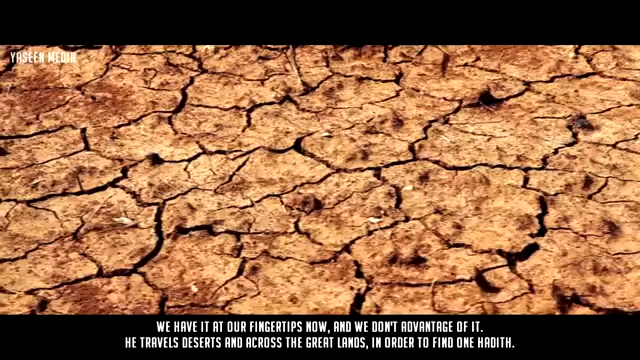 YASEEN MEDIA
WE HAVE IT AT OUR FINGERTIPS NOW, AND WE DON'T ADVANTAGE OF IT.
HE TRAVELS DESERTS AND ACROSS THE GREAT LANDS, IN ORDER TO FIND ONE HADITH.